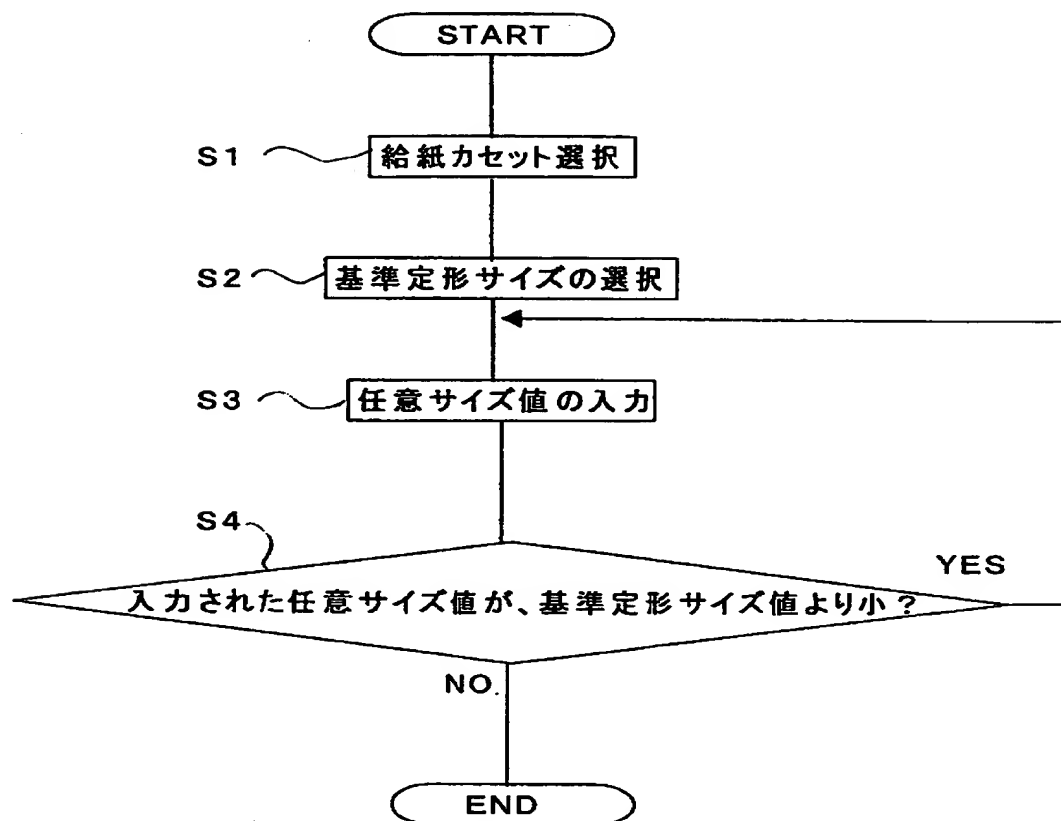 START
S1
給紙カセット選択
S2
基準定形サイズの選択
S3
任意サイズ値の入力
S4
YES
入力された任意サイズ値が、基準定形サイズ値より小？
NO.
END